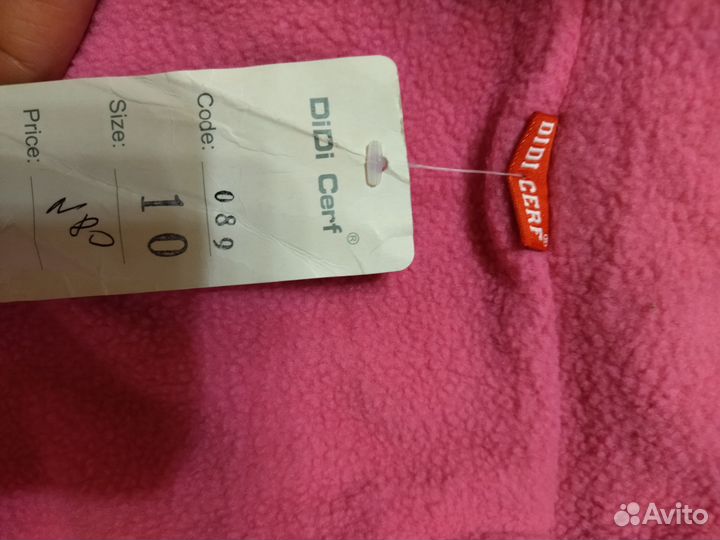 DiDi Cerf ®
Code: 089
Size: 10
Price:
DIDI CERF
Avito